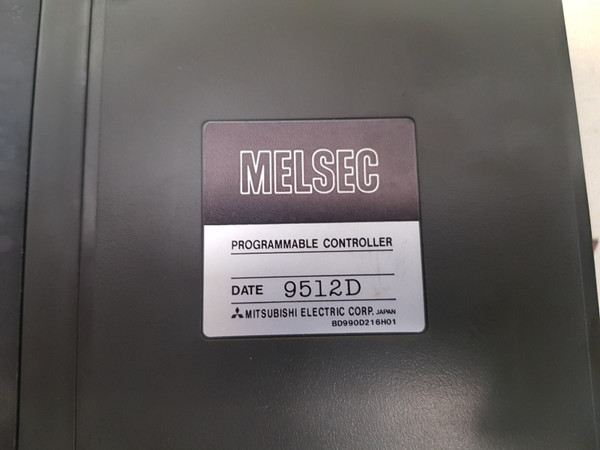 MELSEC
PROGRAMMABLE CONTROLLER
DATE 9512D
MITSUBISHI ELECTRIC CORP. JAPAN
BD990D216H01